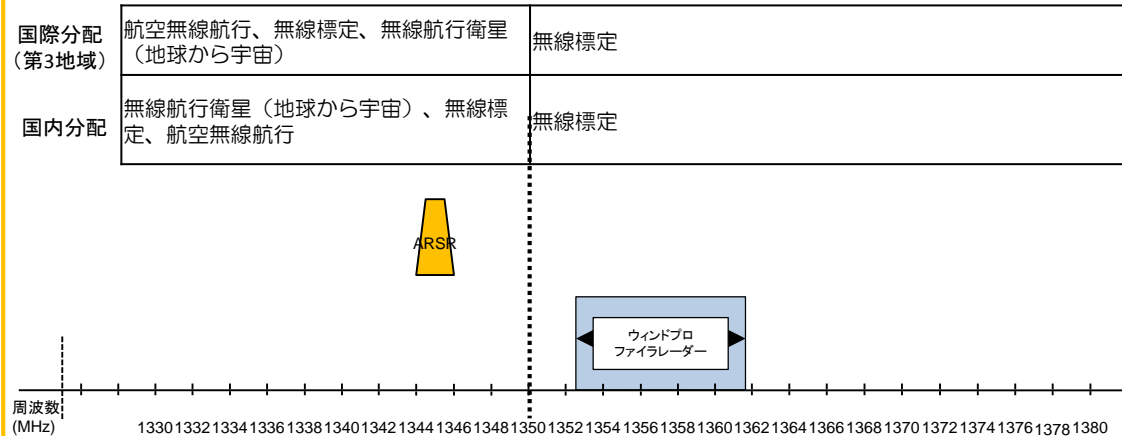 国際分配
(第3地域)
航空無線航行、無線標定、無線航行衛星
(地球から宇宙)
無線標定
国内分配
無線航行衛星(地球から宇宙)、無線標
定、航空無線航行
無線標定
ARSR
ウィンドプロ
ファイラレーダー
周波数
(MHz)
1330 1332 1334 1336 1338 1340 1342 1344 1346 1348 1350 1352 1354 1356 1358 1360 1362 1364 1366 1368 1370 1372 1374 1376 1378 1380